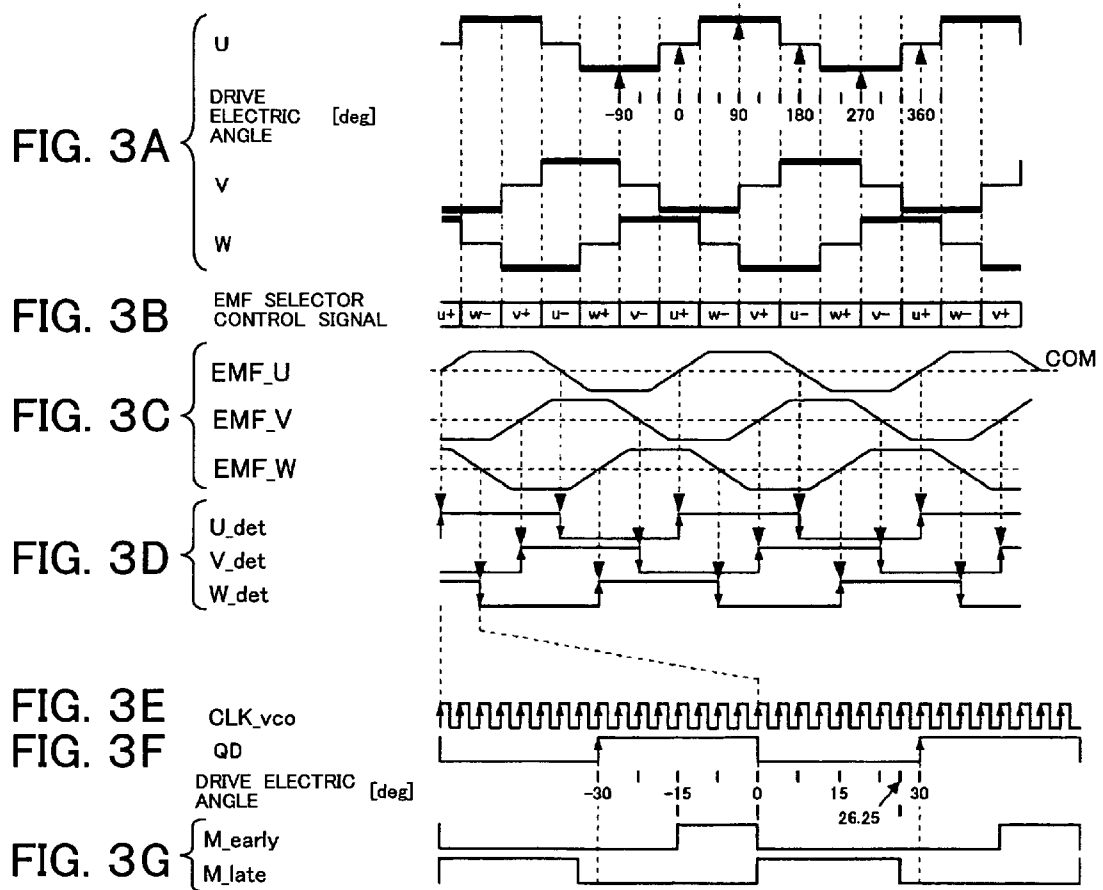 FIG. 3A
U
DRIVE ELECTRIC ANGLE [deg]
-90 0 90 180 270 360
V
W
FIG. 3B
EMF SELECTOR CONTROL SIGNAL
u+ w- v+ u- w+ v- u+ w- v+ u- w+ v- u+ w- v+
FIG. 3C
EMF_U
COM
EMF_V
EMF_W
FIG. 3D
U_det
V_det
W_det
FIG. 3E
CLK_vco
FIG. 3F
QD
DRIVE ELECTRIC ANGLE [deg]
-30 -15 0 15 30
26.25
FIG. 3G
M_early
M_late